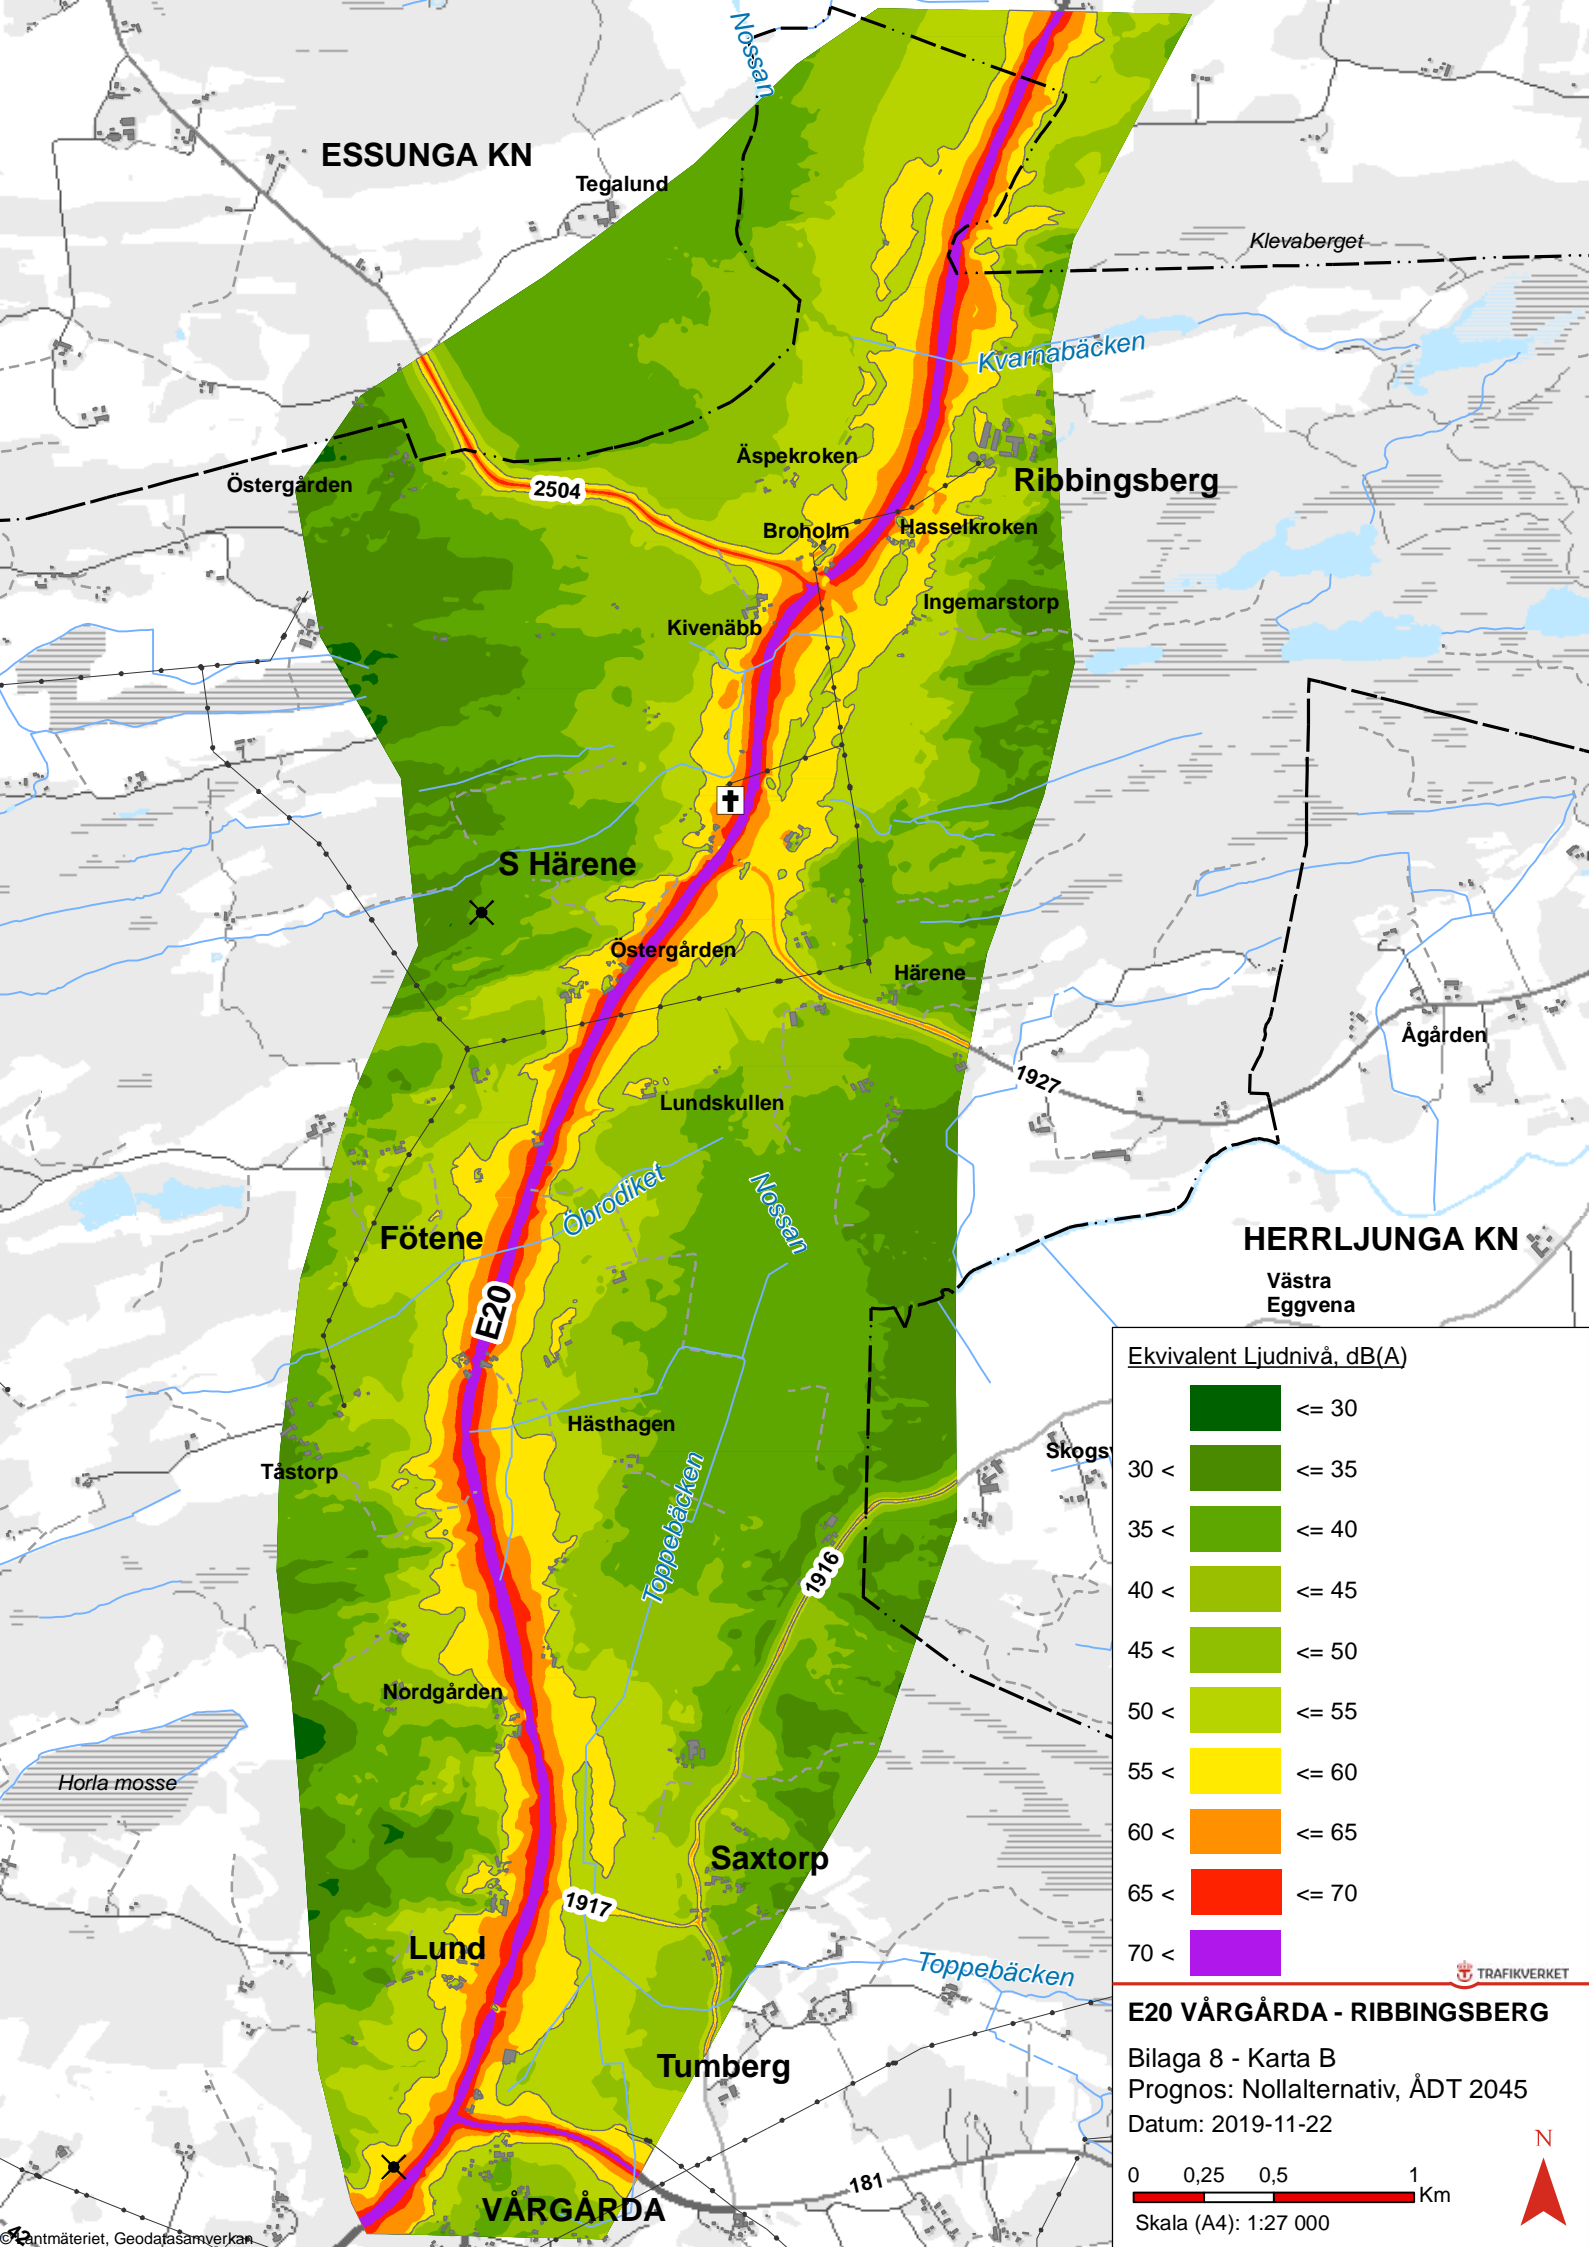 Nossan
ESSUNGA KN
Tegalund
Klevaberget
Kvarnabäcken
Äspekroken
Ribbingsberg
Östergården
2504
Broholm
Hasselkroken
Ingemarstorp
Kivenäbb
S Härene
Östergården
Härene
Ågården
1927
Lundskullen
Öbrodiket
Nossan
Fötene
HERRLJUNGA KN
Västra
Eggvena
E20
Hästhagen
Tåstorp
Toppebäcken
1916
Nordgården
Horla mosse
Saxtorp
1917
Lund
Toppebäcken
Tumberg
181
VÅRGÅRDA
42
Antmäteriet, Geodatasamverkan
Ekvivalent Ljudnivå, dB(A)
<= 30
30 < <= 35
35 < <= 40
40 < <= 45
45 < <= 50
50 < <= 55
55 < <= 60
60 < <= 65
65 < <= 70
70 <
TRAFIKVERKET
E20 VÅRGÅRDA - RIBBINGSBERG
Bilaga 8 - Karta B
Prognos: Nollalternativ, ÅDT 2045
Datum: 2019-11-22
N
0 0,25 0,5 1
Km
Skala (A4): 1:27 000